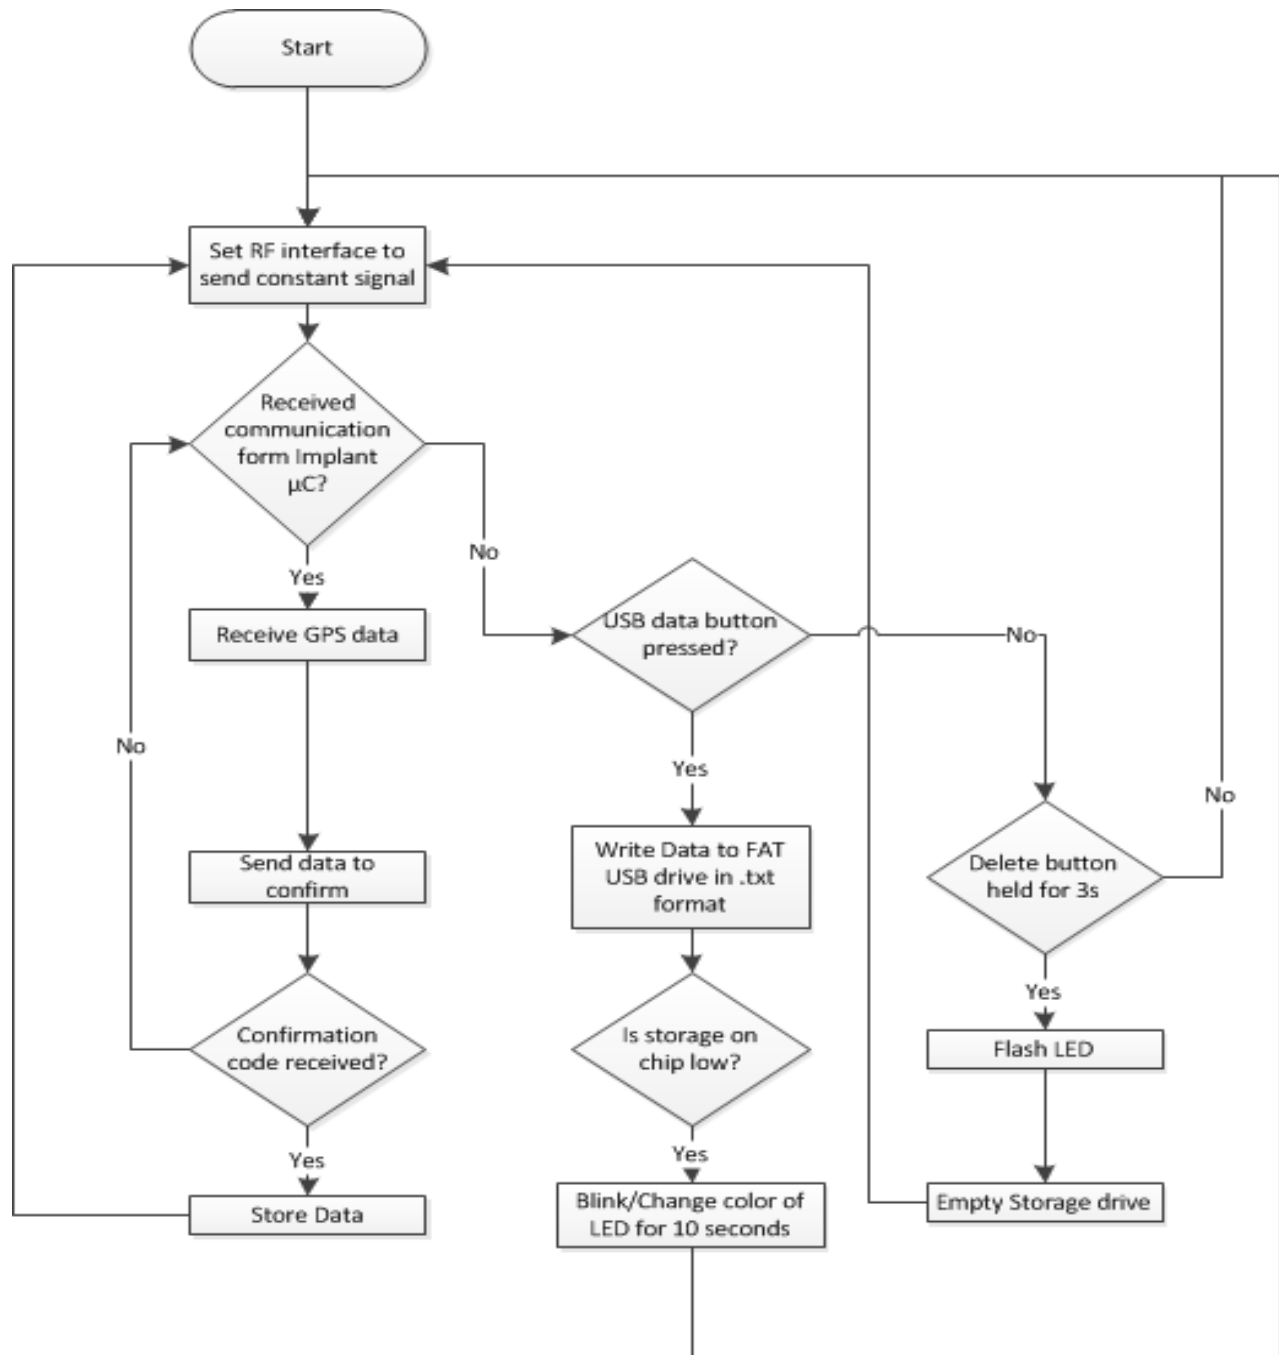 Start
Set RF interface to
send constant signal
Received
communication
form Implant
µC?
No
Yes
Receive GPS data
USB data button
pressed?
No
No
Yes
No
Send data to
confirm
Write Data to FAT
USB drive in .txt
format
Delete button
held for 3s
Yes
Confirmation
code received?
Is storage on
chip low?
Flash LED
Yes
Yes
Store Data
Blink/Change color of
LED for 10 seconds
Empty Storage drive